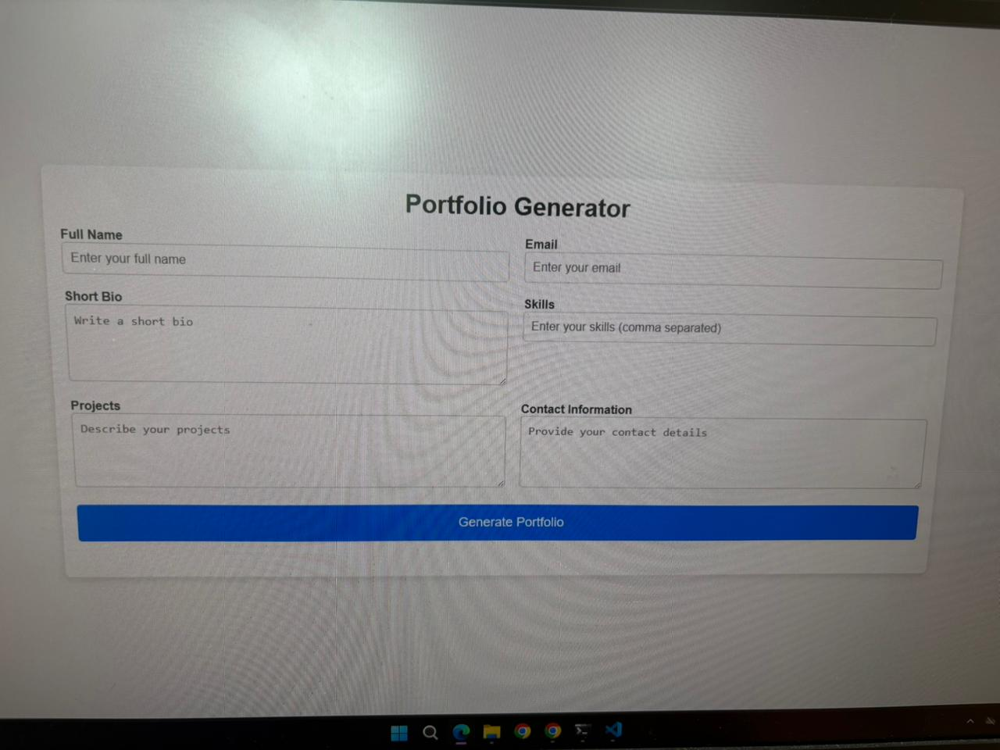 Portfolio Generator
Full Name
Enter your full name
Email
Enter your email
Short Bio
Write a short bio
Skills
Enter your skills (comma separated)
Projects
Describe your projects
Contact Information
Provide your contact details
Generate Portfolio